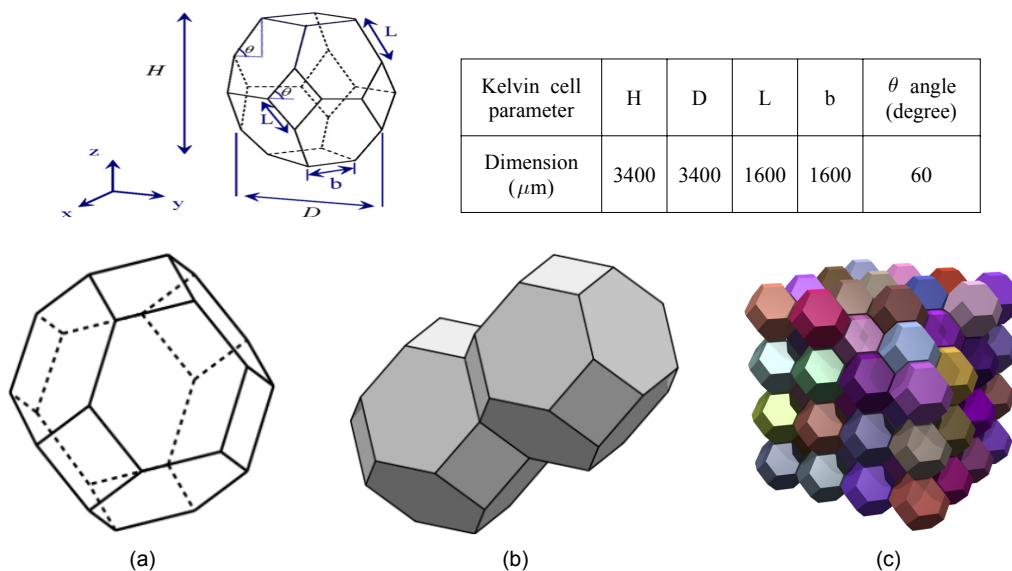 H
θ
L
θ
L
b
D
z
x
y
Kelvin cell parameter H D L b θ angle (degree)
Dimension (μm) 3400 3400 1600 1600 60
(a)
(b)
(c)